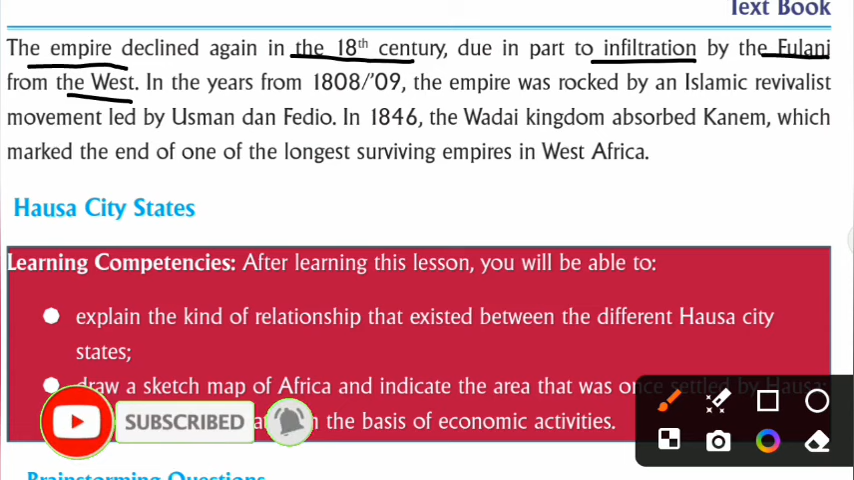 Text Book
The empire declined again in the 18th century, due in part to infiltration by the Fulani
from the West. In the years from 1808/’09, the empire was rocked by an Islamic revivalist
movement led by Usman dan Fedio. In 1846, the Wadai kingdom absorbed Kanem, which
marked the end of one of the longest surviving empires in West Africa.
Hausa City States
Learning Competencies: After learning this lesson, you will be able to:
explain the kind of relationship that existed between the different Hausa city
states;
draw a sketch map of Africa and indicate the area that was once settled by Hausa;
SUBSCRIBED
the basis of economic activities.
Brainstorming Questions